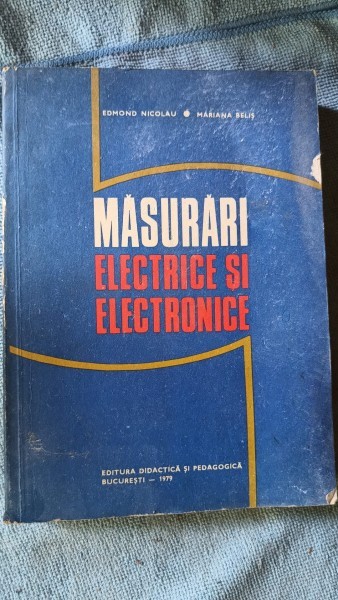 EDMOND NICOLAU ● MARIANA BELIȘ
MĂSURĂRI
ELECTRICE ȘI
ELECTRONICE
EDITURA DIDACTICĂ ȘI PEDAGOGICĂ
BUCUREȘTI — 1979